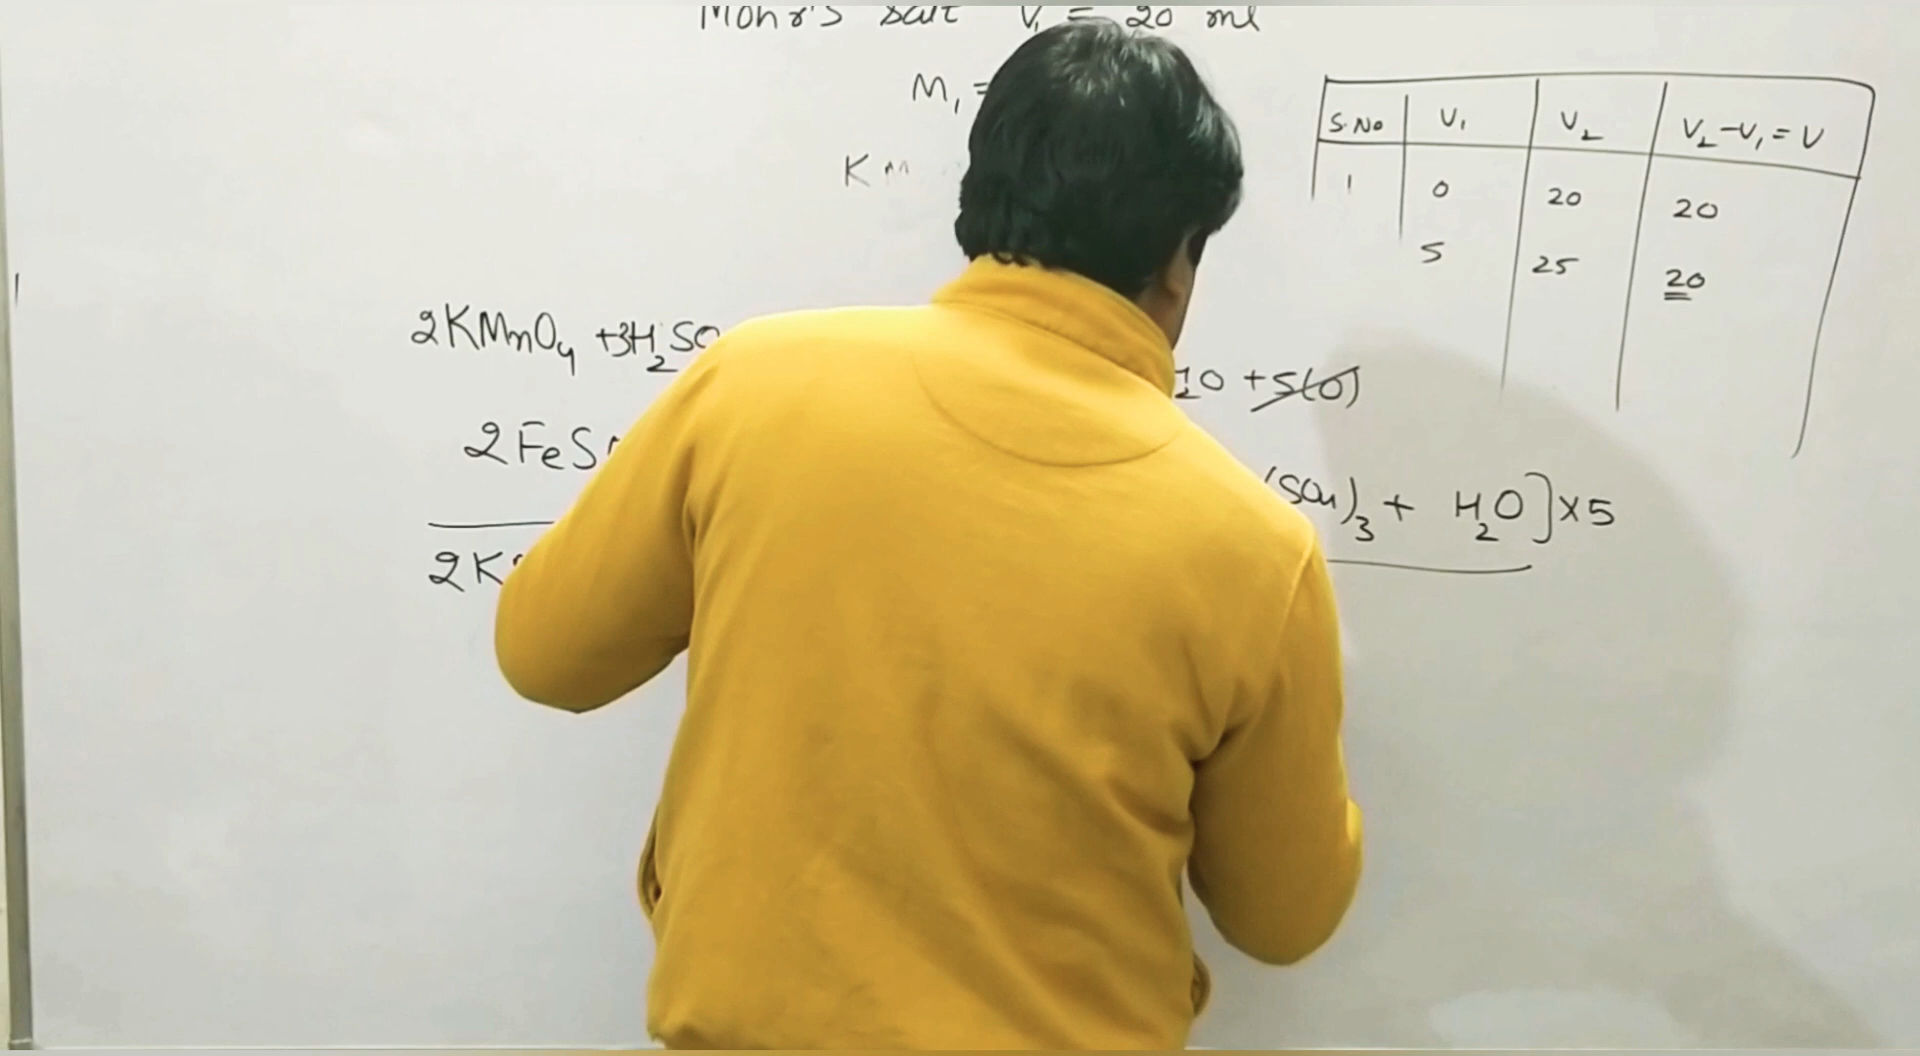 Mohr's salt V₁ = 20 ml
M₁ =
S.No V₁ V₂ V₂-V₁=V
1 0 20 20
5 25 20
2KMnO₄ +3H₂SO
O +5(O)
2FeS
(SO₄)₃ + H₂O]×5
2K